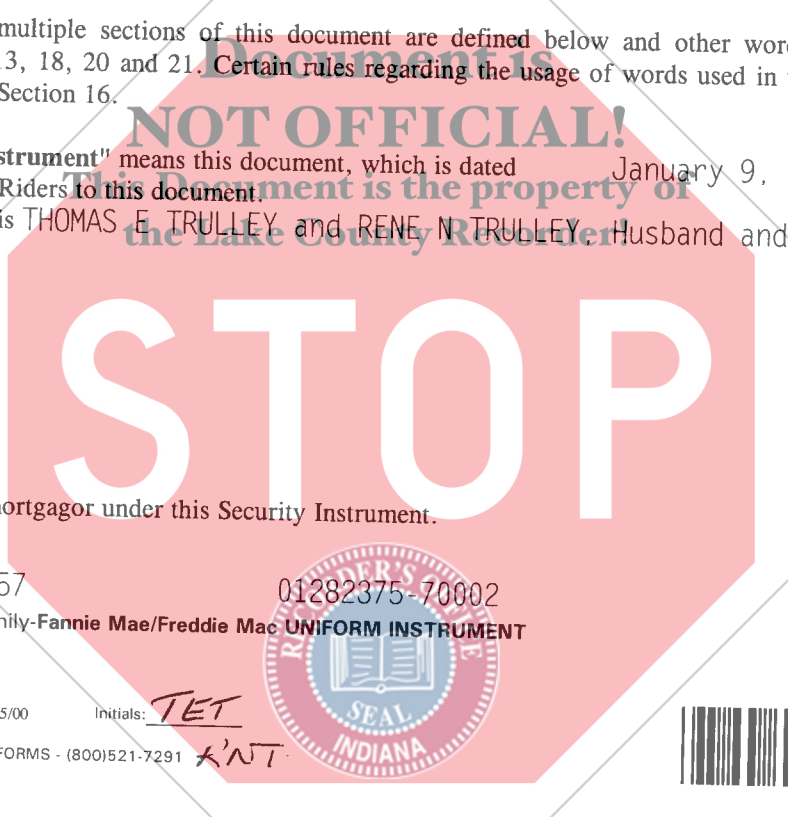 multiple sections of this document are defined below and other wor
13, 18, 20 and 21. Certain rules regarding the usage of words used in
Section 16.
Document is
NOT OFFICIAL!
This Document is the property of
the Lake County Recorder!
strument" means this document, which is dated January 9,
Riders to this document.
is THOMAS E TRULLEY and RENE N TRULLEY, Husband and
STOP
ortgagor under this Security Instrument.
57 01282375-70002
mily-Fannie Mae/Freddie Mac UNIFORM INSTRUMENT
RECORDER'S OFFICE
SEAL
INDIANA
5/00 Initials: TET
FORMS - (800)521-7291 RNT